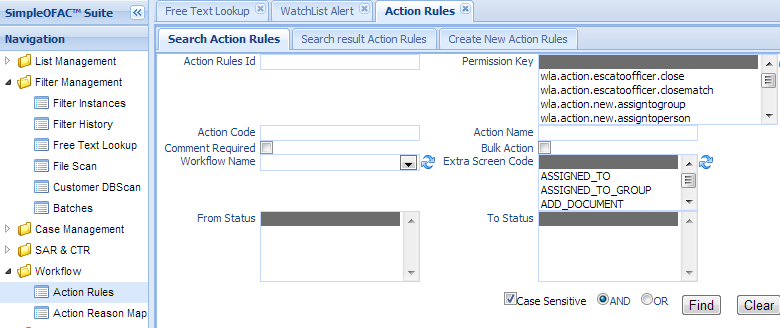 SimpleOFAC™ Suite
Free Text Lookup
WatchList Alert
Action Rules
Navigation
List Management
Filter Management
Filter Instances
Filter History
Free Text Lookup
File Scan
Customer DBScan
Batches
Case Management
SAR & CTR
Workflow
Action Rules
Action Reason Map
Search Action Rules
Search result Action Rules
Create New Action Rules
Action Rules Id
Permission Key
wla.action.escatoofficer.close
wla.action.escatoofficer.closematch
wla.action.new.assigntogroup
wla.action.new.assigntoperson
Action Code
Action Name
Comment Required
Bulk Action
Workflow Name
Extra Screen Code
ASSIGNED_TO
ASSIGNED_TO_GROUP
ADD_DOCUMENT
From Status
To Status
Case Sensitive
AND
OR
Find
Clear